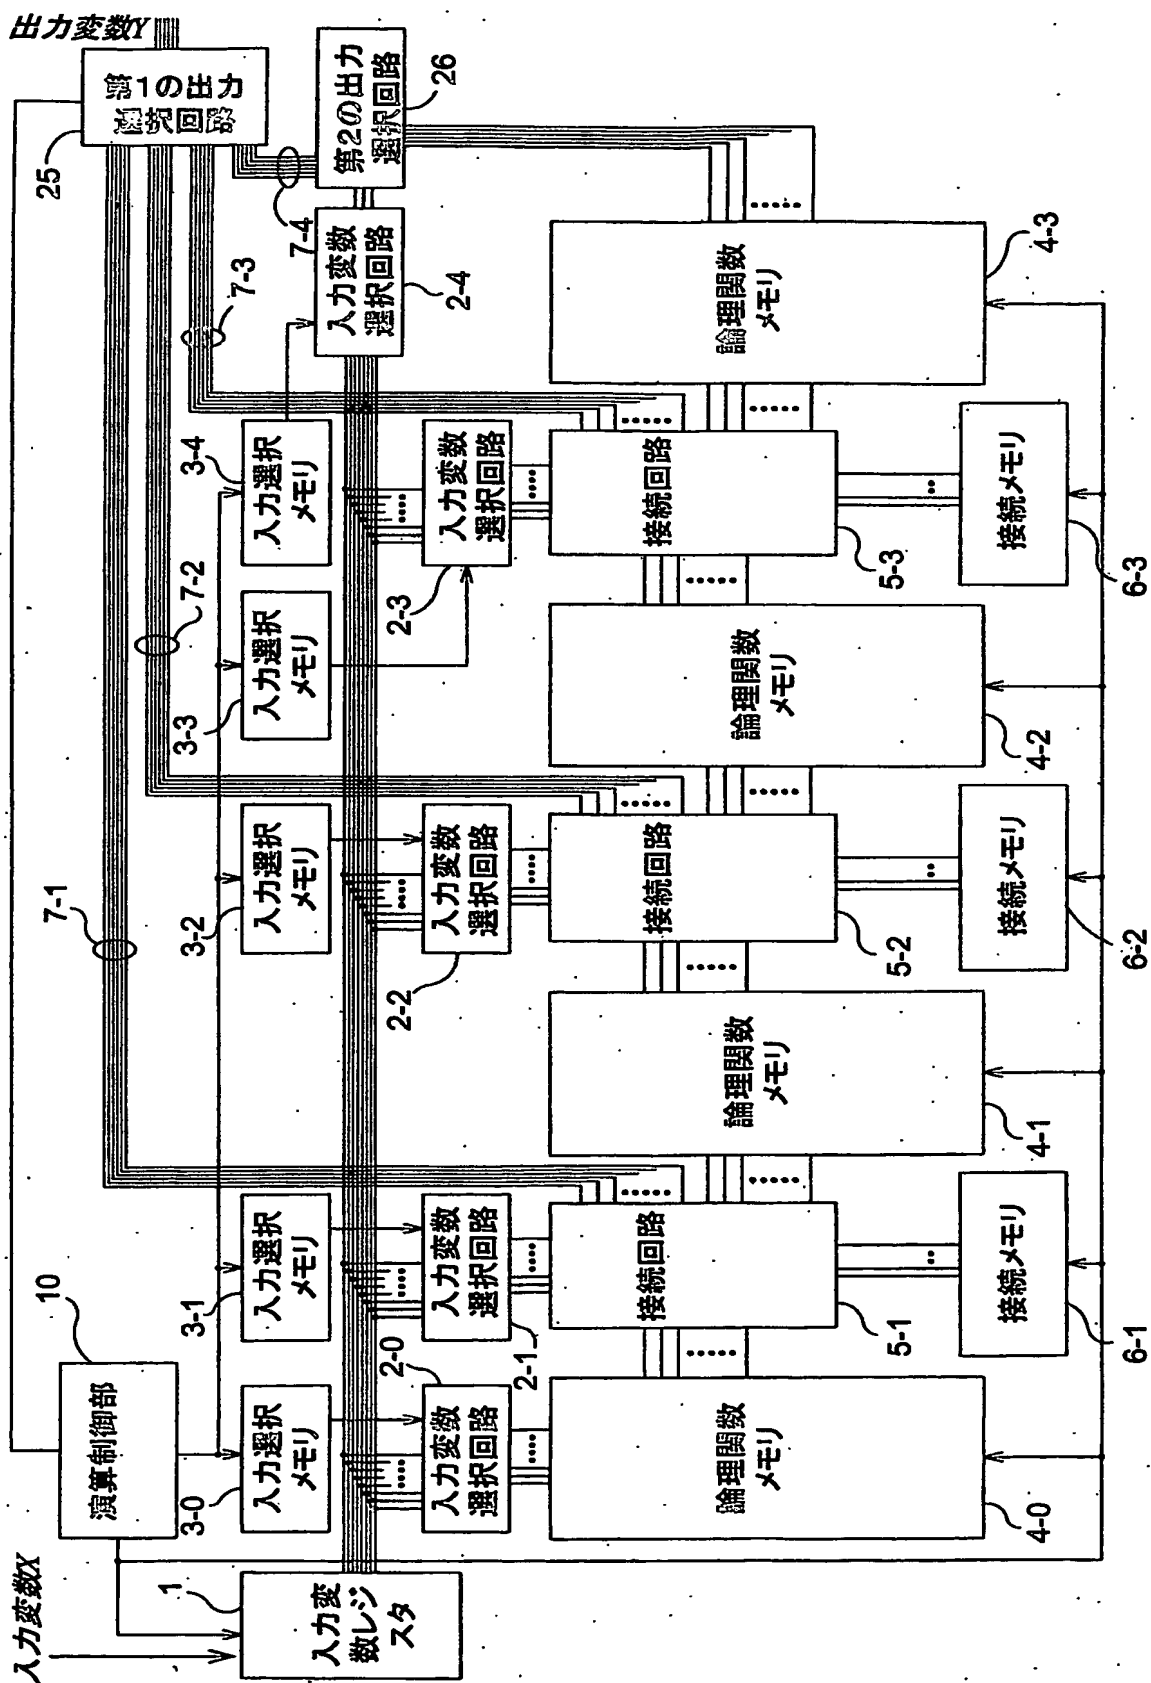 入力変数X
出力変数Y
入力変
数レジ
スタ
1
演算制御部
10
第1の出力
選択回路
25
第2の出力
選択回路
26
7-1
7-2
7-3
7-4
入力選択
メモリ
3-0
入力選択
メモリ
3-1
入力選択
メモリ
3-2
入力選択
メモリ
3-3
入力選択
メモリ
3-4
入力変数
選択回路
2-0
入力変数
選択回路
2-1
入力変数
選択回路
2-2
入力変数
選択回路
2-3
入力変数
選択回路
2-4
論理関数
メモリ
4-0
接続回路
5-1
論理関数
メモリ
4-1
接続回路
5-2
論理関数
メモリ
4-2
接続回路
5-3
論理関数
メモリ
4-3
接続メモリ
6-1
接続メモリ
6-2
接続メモリ
6-3